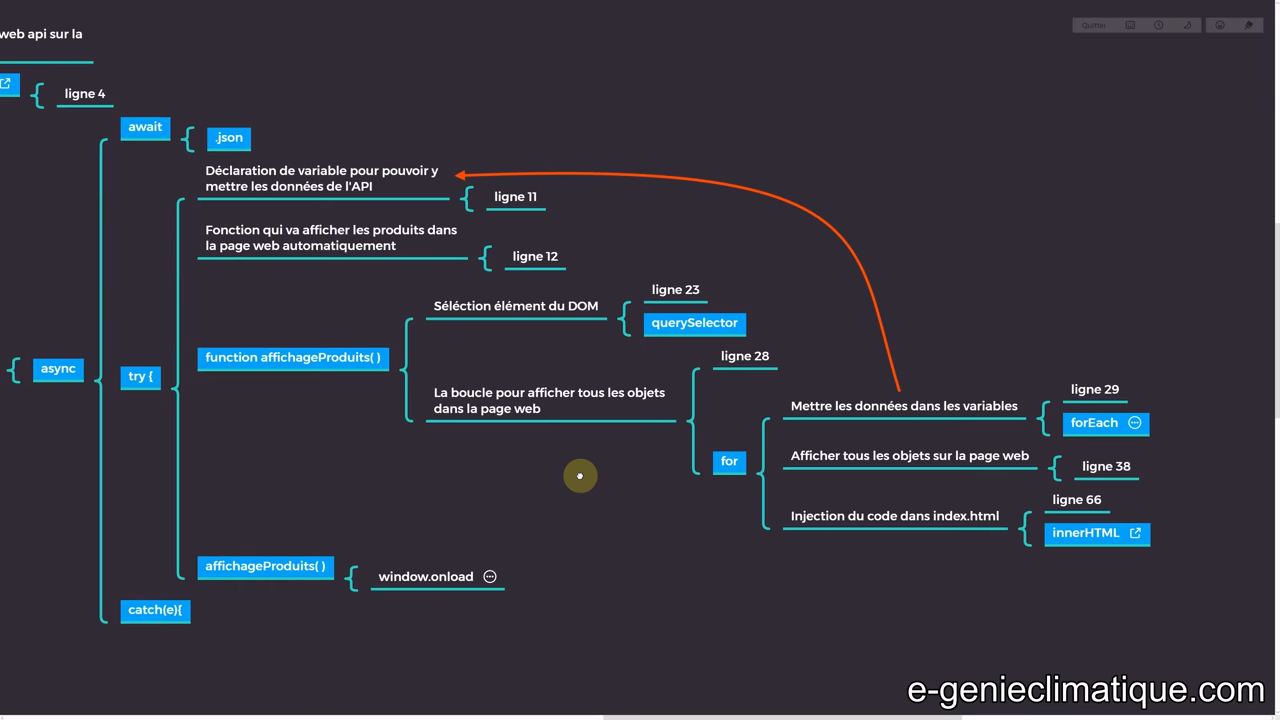 web api sur la
Quitter
ligne 4
await
.json
Déclaration de variable pour pouvoir y
mettre les données de l'API
ligne 11
Fonction qui va afficher les produits dans
la page web automatiquement
ligne 12
ligne 23
Séléction élément du DOM
querySelector
function affichageProduits( )
ligne 28
async
try {
La boucle pour afficher tous les objets
dans la page web
ligne 29
Mettre les données dans les variables
forEach
for
Afficher tous les objets sur la page web
ligne 38
ligne 66
Injection du code dans index.html
innerHTML
affichageProduits( )
window.onload
catch(e){
e-genieclimatique.com